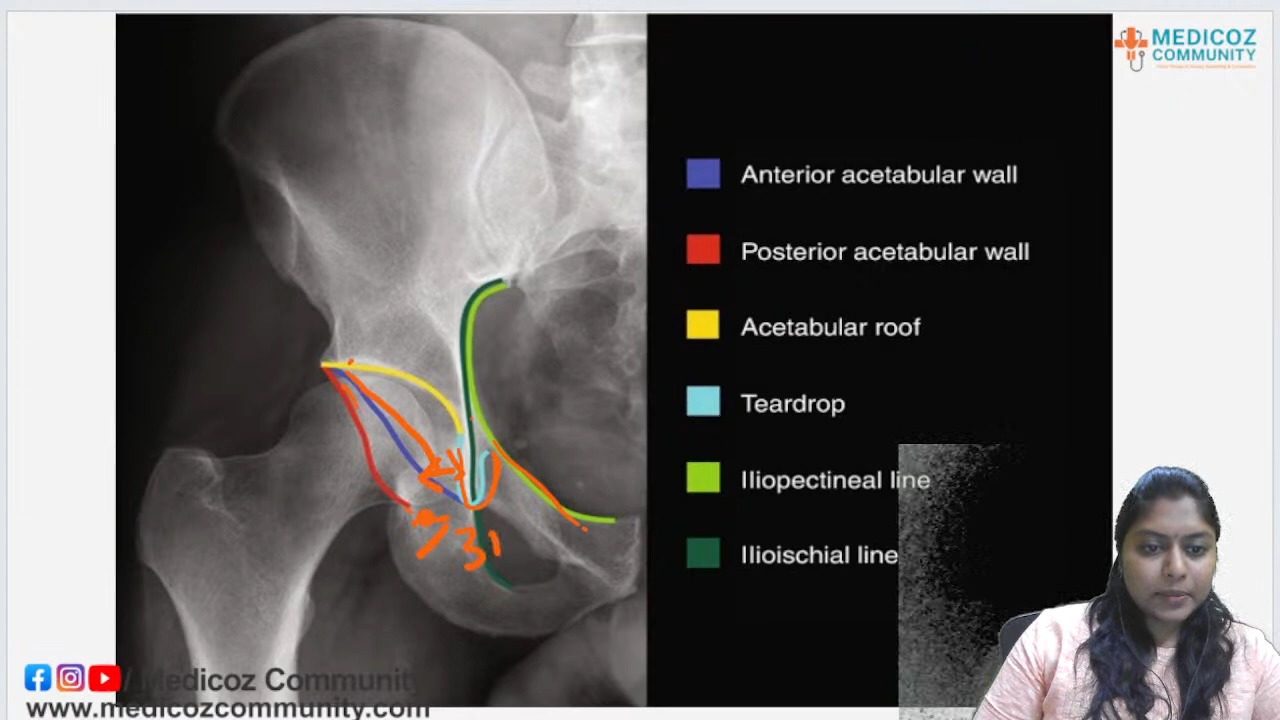 MEDICOZ
COMMUNITY
Anterior acetabular wall
Posterior acetabular wall
Acetabular roof
Teardrop
Iliopectineal line
Ilioischial line
/ Medicoz Community
www.medicozcommunity.com